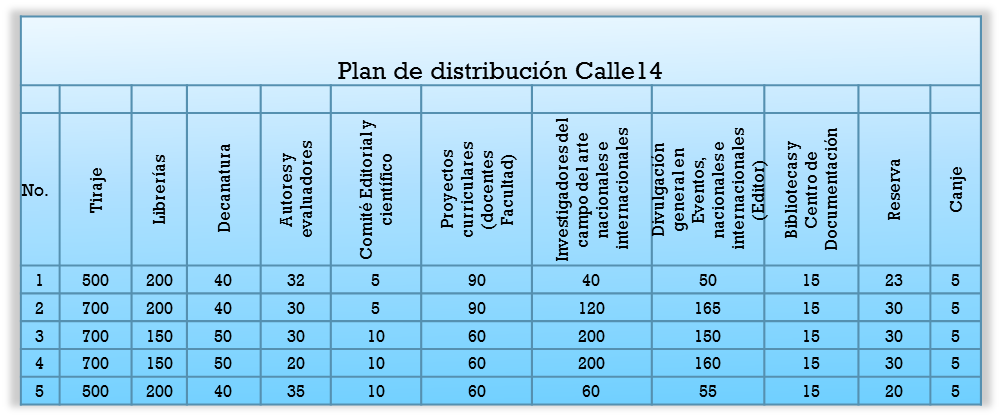 Plan de distribución Calle14
No.
Tiraje
Librerías
Decanatura
Autores y
evaluadores
Comité Editorial y
científico
Proyectos
curriculares
(docentes
Facultad)
Investigadores del
campo del arte
nacionales e
internacionales
Divulgación
general en
Eventos,
nacionales e
internacionales
(Editor)
Bibliotecas y
Centro de
Documentación
Reserva
Canje
1 500 200 40 32 5 90 40 50 15 23 5
2 700 200 40 30 5 90 120 165 15 30 5
3 700 150 50 30 10 60 200 150 15 30 5
4 700 150 50 20 10 60 200 160 15 30 5
5 500 200 40 35 10 60 60 55 15 20 5